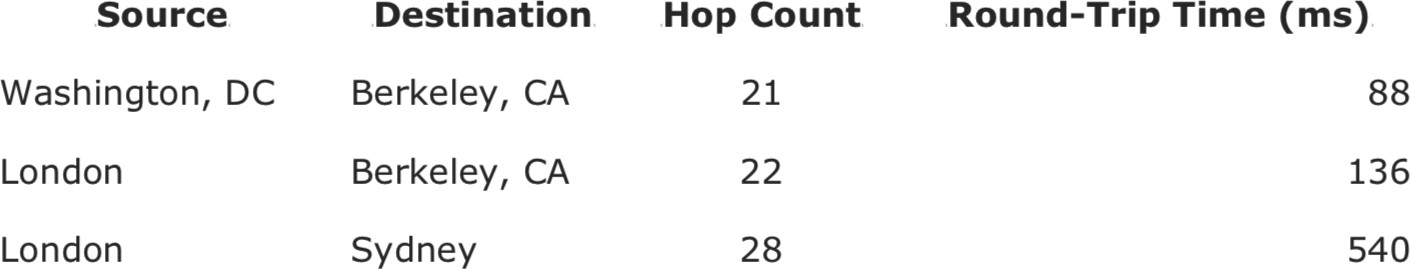 Source Destination Hop Count Round-Trip Time (ms)
Washington, DC Berkeley, CA 21 88
London Berkeley, CA 22 136
London Sydney 28 540